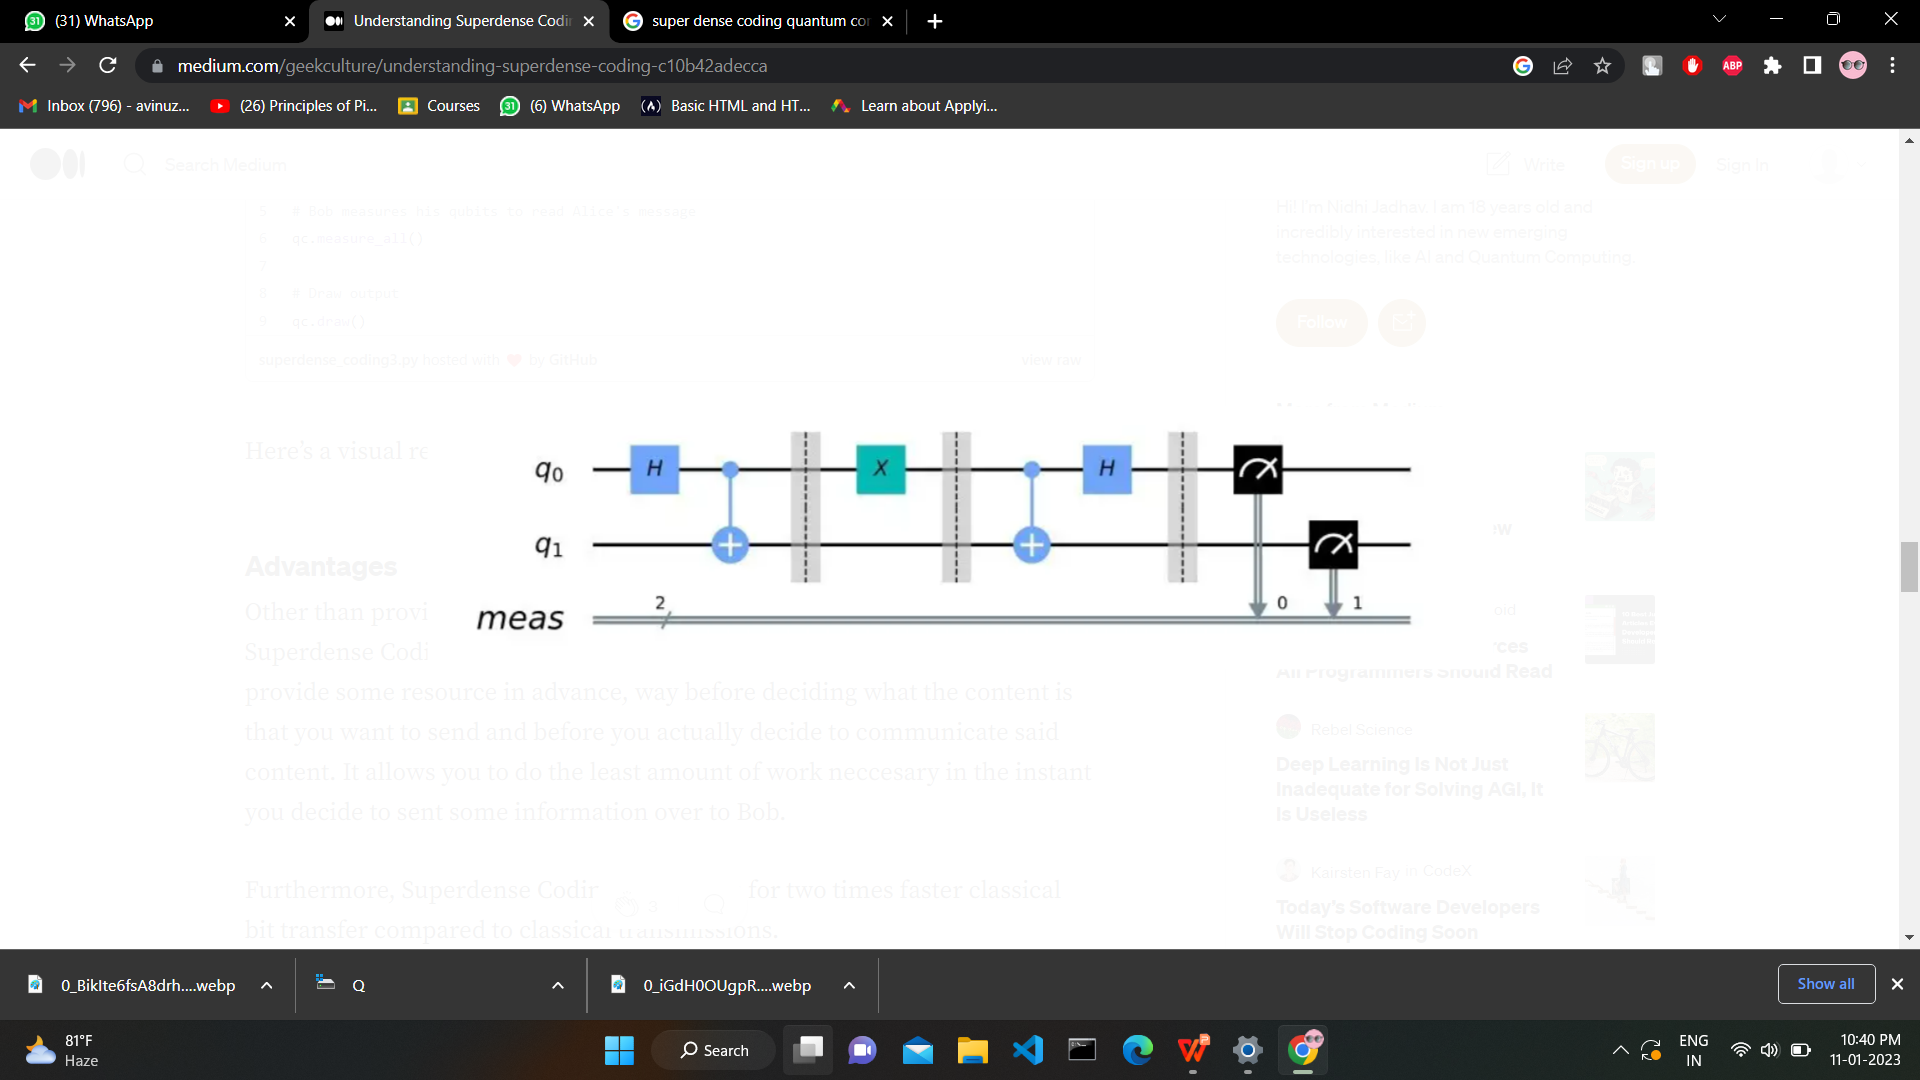 (31) WhatsApp
Understanding Superdense Codi
super dense coding quantum co
medium.com/geekculture/understanding-superdense-coding-c10b42adecca
Inbox (796) - avinuz...
(26) Principles of Pi...
Courses
(6) WhatsApp
Basic HTML and HT...
Learn about Applyi...
Search Medium
Write
Sign up
Sign In
5 # Bob measures his qubits to read Alice's message
6 qc.measure_all()
7
8 # Draw output
9 qc.draw()
superdense_coding3.py hosted with ❤ by GitHub
view raw
Hi! I'm Nidhi Jadhav. I am 18 years old and
incredibly interested in new emerging
technologies, like AI and Quantum Computing.
Follow
Here's a visual re
q0 H X H
q1
meas 2 0 1
Advantages
Other than provi
Superdense Codi
provide some resource in advance, way before deciding what the content is
that you want to send and before you actually decide to communicate said
content. It allows you to do the least amount of work neccesary in the instant
you decide to sent some information over to Bob.
Furthermore, Superdense Codin
for two times faster classical
bit transfer compared to classical transmissions.
3
All Programmers Should Read
Rebel Science
Deep Learning Is Not Just
Inadequate for Solving AGI, It
Is Useless
Kairsten Fay in CodeX
Today's Software Developers
Will Stop Coding Soon
0_BikIte6fsA8drh....webp
Q
0_iGdH0OUgpR....webp
Show all
81°F
Haze
Search
ENG
IN
10:40 PM
11-01-2023